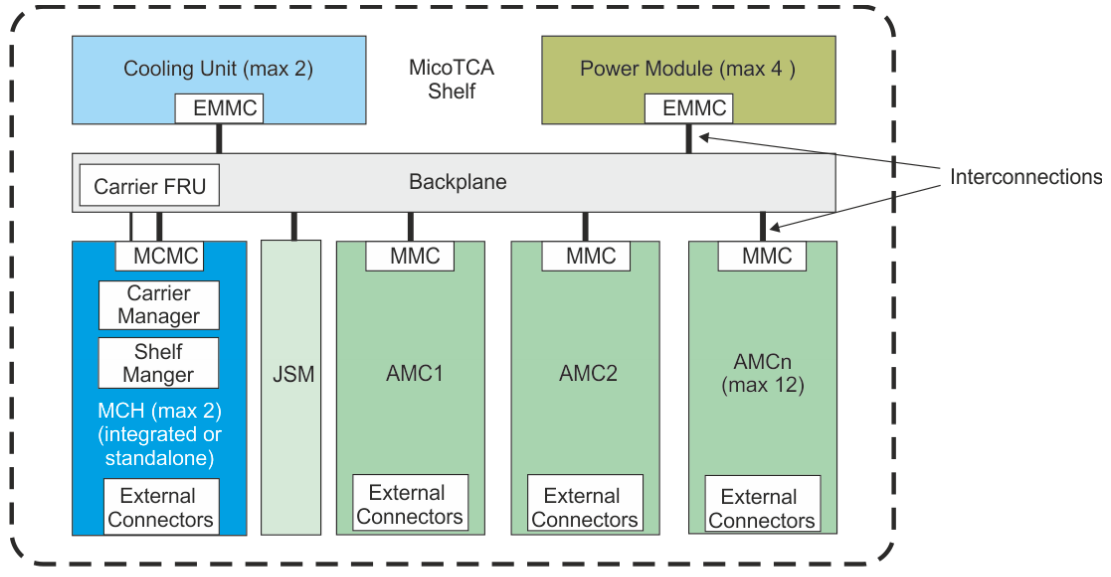 Cooling Unit (max 2)
EMMC
MicoTCA
Shelf
Power Module (max 4 )
EMMC
Carrier FRU
Backplane
Interconnections
MCMC
Carrier
Manager
Shelf
Manger
MCH (max 2)
(integrated or
standalone)
External
Connectors
JSM
MMC
AMC1
External
Connectors
MMC
AMC2
External
Connectors
MMC
AMCn
(max 12)
External
Connectors